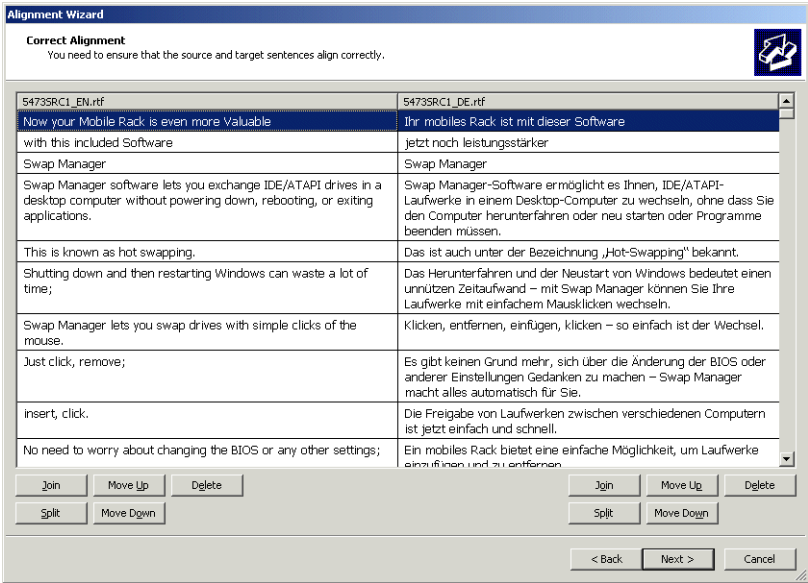 Alignment Wizard
Correct Alignment
You need to ensure that the source and target sentences align correctly.
5473SRC1_EN.rtf
5473SRC1_DE.rtf
Now your Mobile Rack is even more Valuable
Ihr mobiles Rack ist mit dieser Software
with this included Software
jetzt noch leistungsstärker
Swap Manager
Swap Manager
Swap Manager software lets you exchange IDE/ATAPI drives in a
desktop computer without powering down, rebooting, or exiting
applications.
Swap Manager-Software ermöglicht es Ihnen, IDE/ATAPI-
Laufwerke in einem Desktop-Computer zu wechseln, ohne dass Sie
den Computer herunterfahren oder neu starten oder Programme
beenden müssen.
This is known as hot swapping.
Das ist auch unter der Bezeichnung „Hot-Swapping“ bekannt.
Shutting down and then restarting Windows can waste a lot of
time;
Das Herunterfahren und der Neustart von Windows bedeutet einen
unnützen Zeitaufwand – mit Swap Manager können Sie Ihre
Laufwerke mit einfachem Mausklicken wechseln.
Swap Manager lets you swap drives with simple clicks of the
mouse.
Klicken, entfernen, einfügen, klicken – so einfach ist der Wechsel.
Just click, remove;
Es gibt keinen Grund mehr, sich über die Änderung der BIOS oder
anderer Einstellungen Gedanken zu machen – Swap Manager
macht alles automatisch für Sie.
insert, click.
Die Freigabe von Laufwerken zwischen verschiedenen Computern
ist jetzt einfach und schnell.
No need to worry about changing the BIOS or any other settings;
Ein mobiles Rack bietet eine einfache Möglichkeit, um Laufwerke
einzufügen und zu entfernen.
Join
Move Up
Delete
Join
Move Up
Delete
Split
Move Down
Split
Move Down
< Back
Next >
Cancel